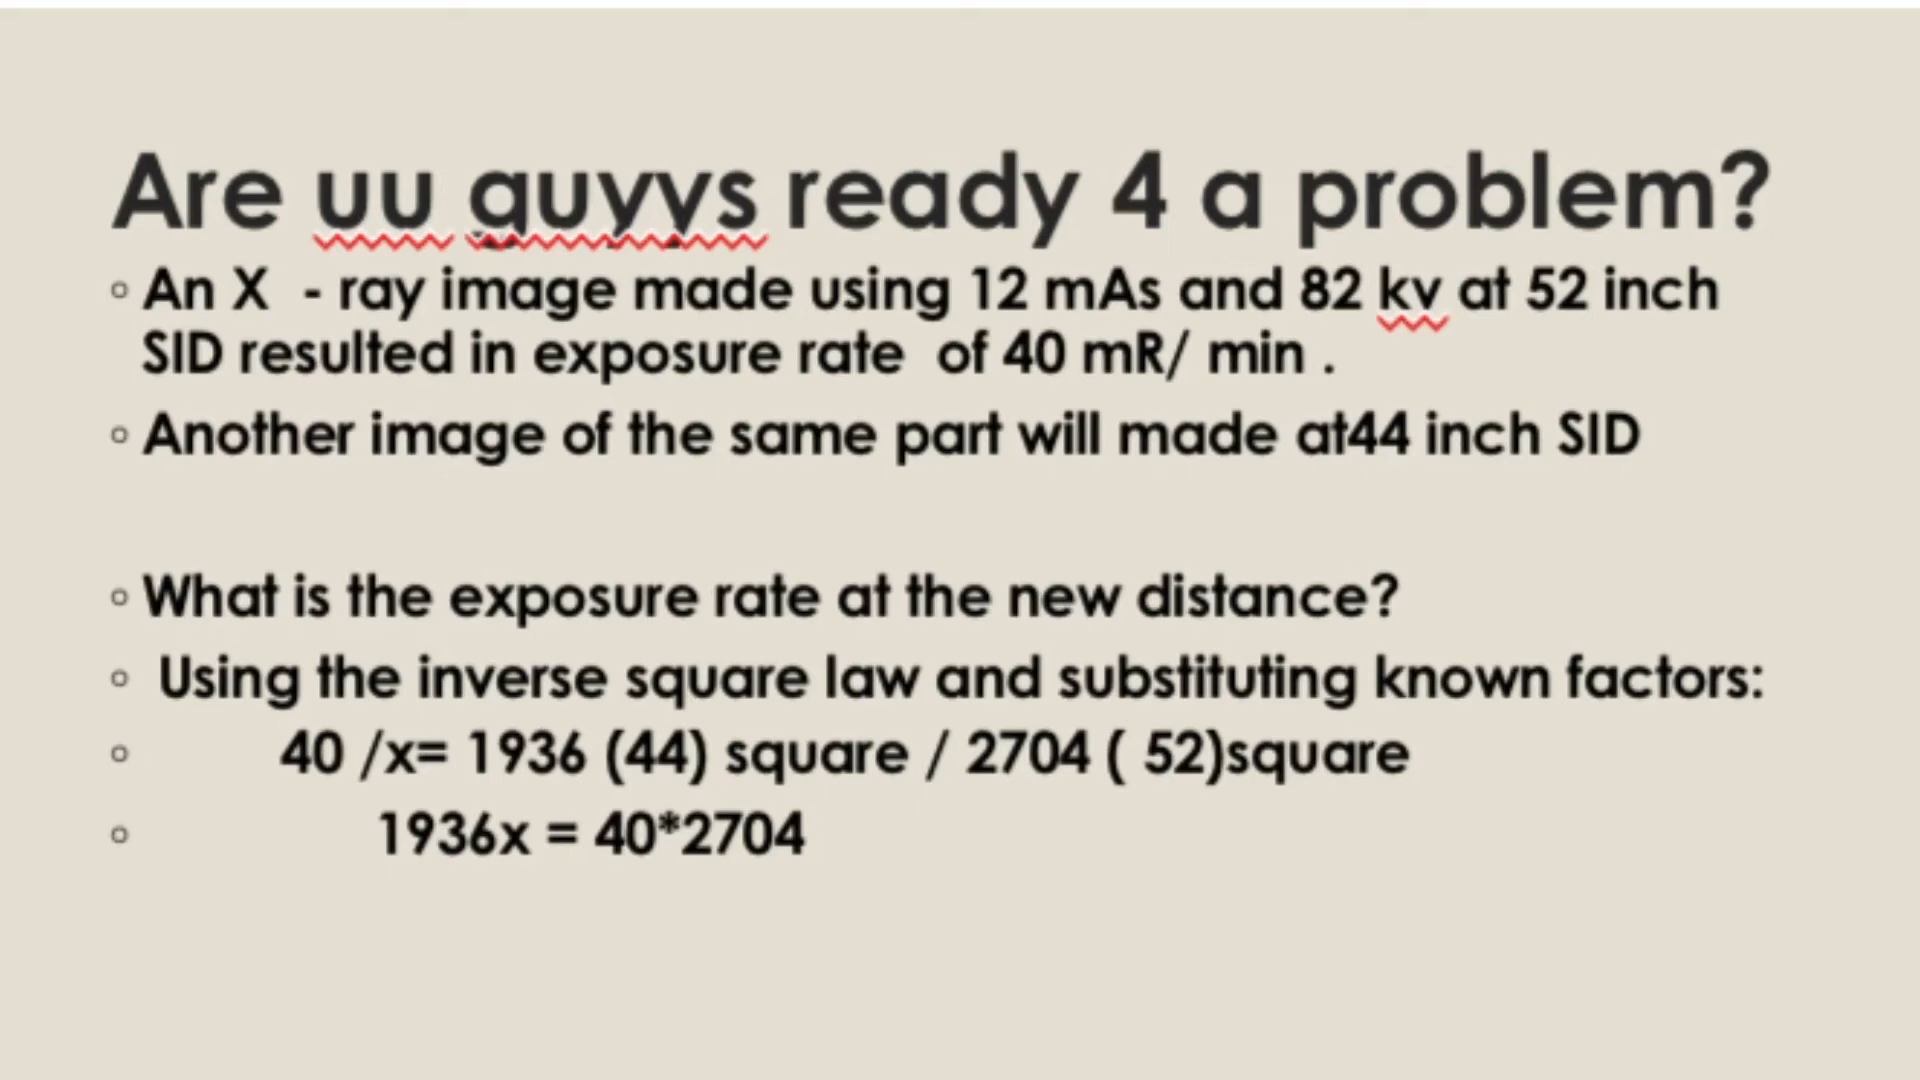 Are uu guyys ready 4 a problem?
An X - ray image made using 12 mAs and 82 kv at 52 inch
SID resulted in exposure rate of 40 mR/ min .
Another image of the same part will made at44 inch SID
What is the exposure rate at the new distance?
Using the inverse square law and substituting known factors:
40 /x= 1936 (44) square / 2704 ( 52)square
1936x = 40*2704